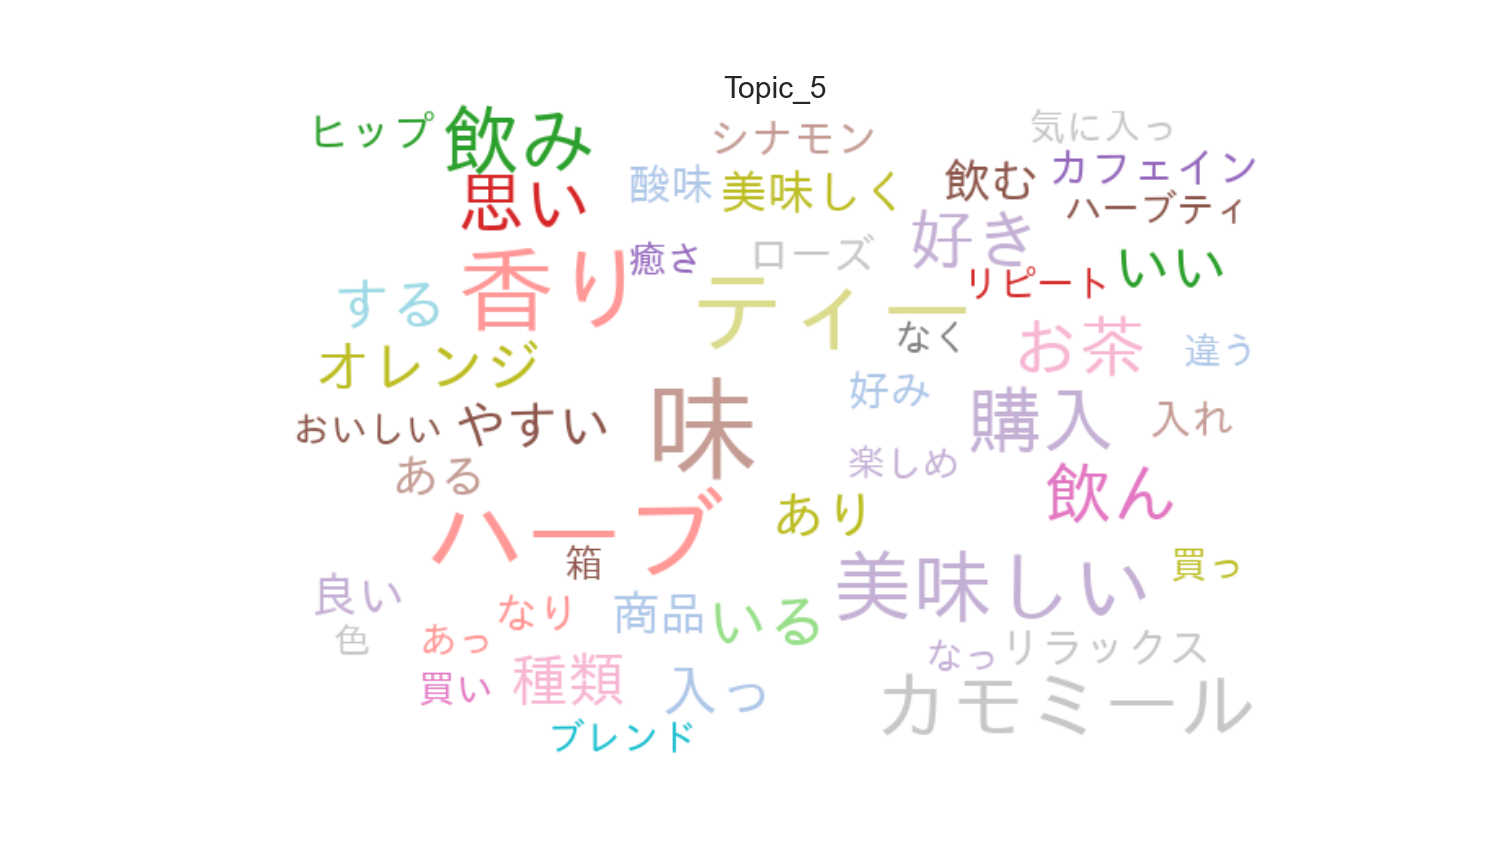 Topic_5
ヒップ
飲み
シナモン
気に入っ
思い
酸味
美味しく
飲む
カフェイン
ハーブティ
香り
癒さ
ローズ
好き
リピート
いい
する
ティー
なく
お茶
違う
オレンジ
好み
おいしい
やすい
味
購入
入れ
ある
楽しめ
飲ん
ハーブ
あり
箱
美味しい
買っ
良い
なり
商品
いる
色
あっ
なっ
リラックス
買い
種類
入っ
カモミール
ブレンド